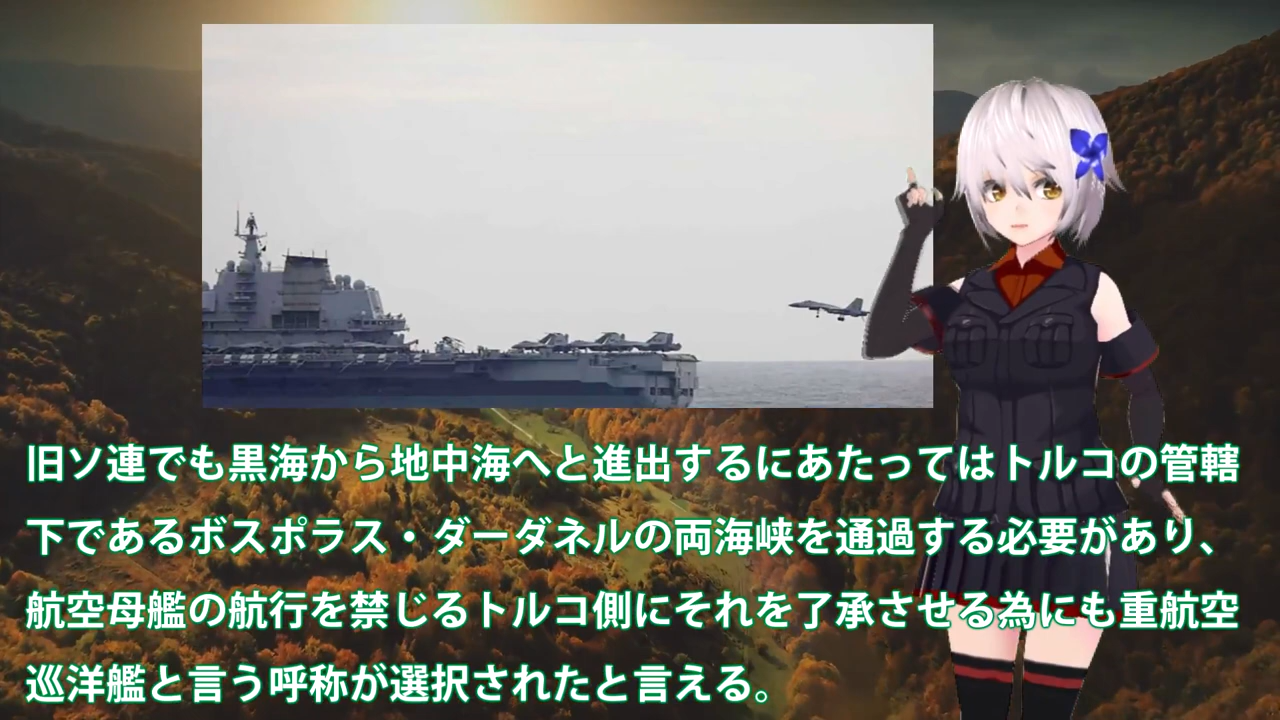 旧ソ連でも黒海から地中海へと進出するにあたってはトルコの管轄
下であるボスポラス・ダーダネルの両海峡を通過する必要があり、
航空母艦の航行を禁じるトルコ側にそれを了承させる為にも重航空
巡洋艦と言う呼称が選択されたと言える。